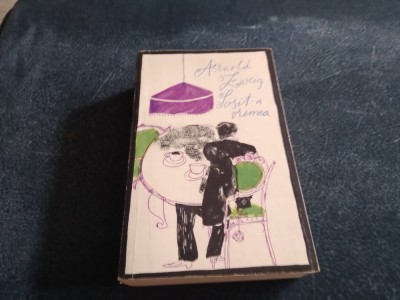 Arnold
Zweig
Sosit-a
vremea